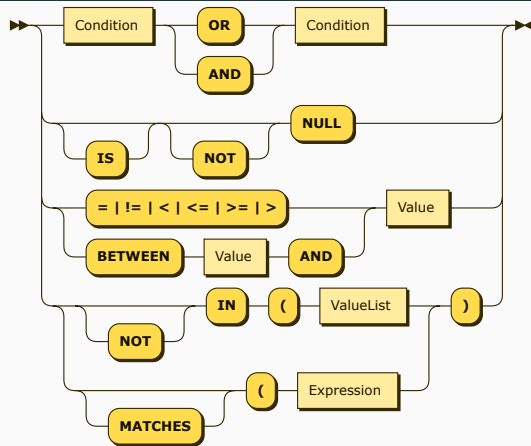 Condition OR Condition
AND
NULL
IS NOT
= | != | < | <= | >= | > Value
BETWEEN Value AND
IN ( ValueList )
NOT
( Expression
MATCHES